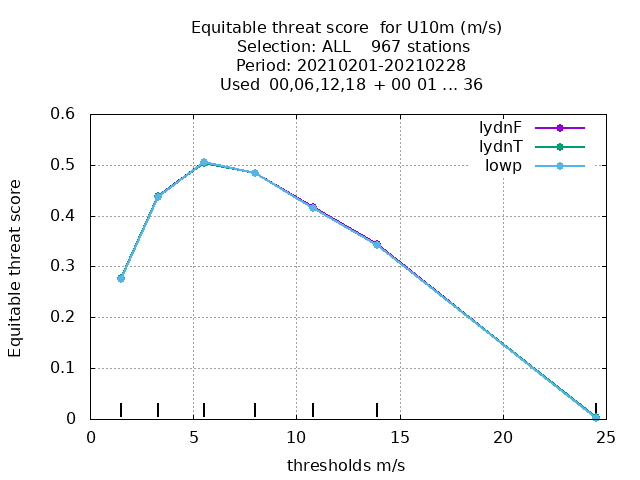 Equitable threat score for U10m (m/s)
Selection: ALL 967 stations
Period: 20210201-20210228
Used 00,06,12,18 + 00 01 ... 36
lydnF
lydnT
lowp
0.6
0.5
0.4
0.3
0.2
0.1
0
Equitable threat score
0 5 10 15 20 25
thresholds m/s